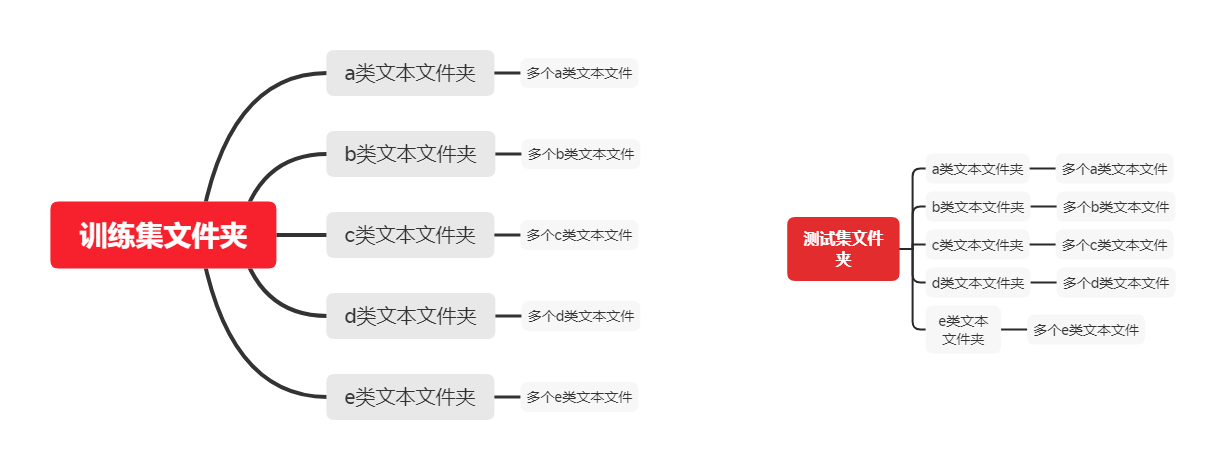 训练集文件夹
a类文本文件夹
多个a类文本文件
b类文本文件夹
多个b类文本文件
c类文本文件夹
多个c类文本文件
d类文本文件夹
多个d类文本文件
e类文本文件夹
多个e类文本文件
测试集文件
夹
a类文本文件夹
多个a类文本文件
b类文本文件夹
多个b类文本文件
c类文本文件夹
多个c类文本文件
d类文本文件夹
多个d类文本文件
e类文本
文件夹
多个e类文本文件